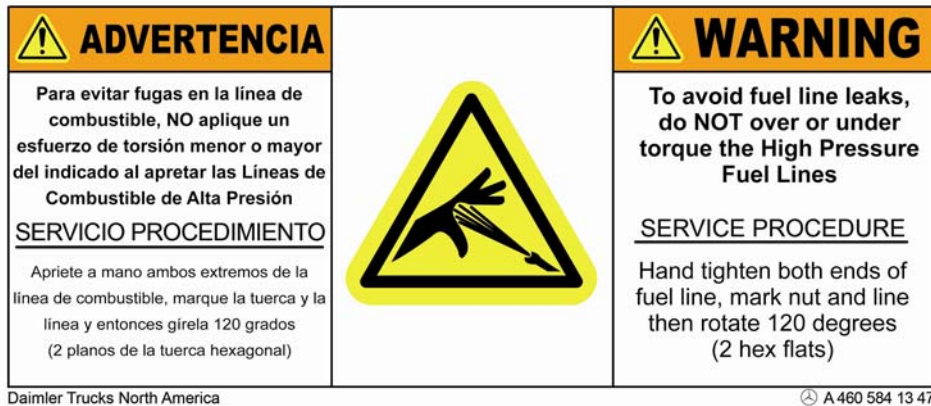 ADVERTENCIA
Para evitar fugas en la línea de
combustible, NO aplique un
esfuerzo de torsión menor o mayor
del indicado al apretar las Líneas de
Combustible de Alta Presión
SERVICIO PROCEDIMIENTO
Apriete a mano ambos extremos de la
línea de combustible, marque la tuerca y la
línea y entonces gírela 120 grados
(2 planos de la tuerca hexagonal)
WARNING
To avoid fuel line leaks,
do NOT over or under
torque the High Pressure
Fuel Lines
SERVICE PROCEDURE
Hand tighten both ends of
fuel line, mark nut and line
then rotate 120 degrees
(2 hex flats)
Daimler Trucks North America
A 460 584 13 47